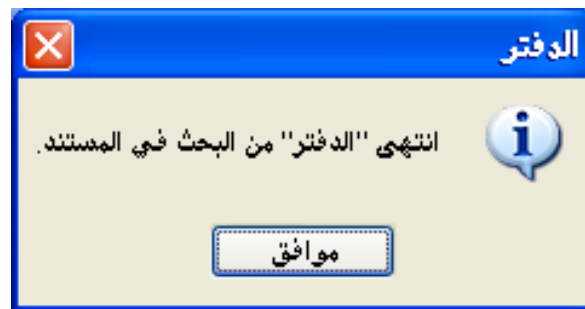 الدفتر
انتهى "الدفتر" من البحث في المستند.
موافق